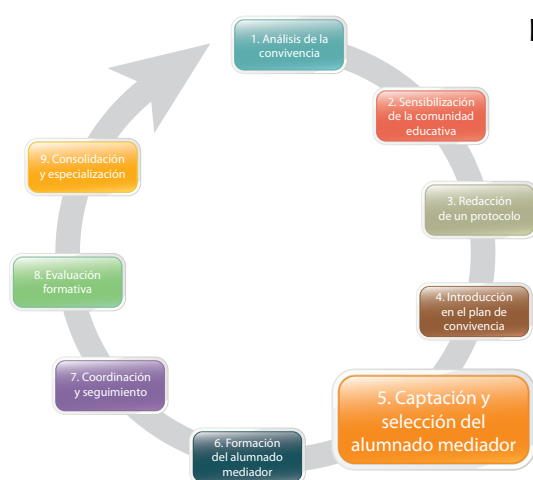 1. Análisis de la
convivencia
2. Sensibilización
de la comunidad
educativa
3. Redacción
de un protocolo
4. Introducción
en el plan de
convivencia
5. Captación y
selección del
alumnado mediador
6. Formación
del alumnado
mediador
7. Coordinación
y seguimiento
8. Evaluación
formativa
9. Consolidación
y especialización